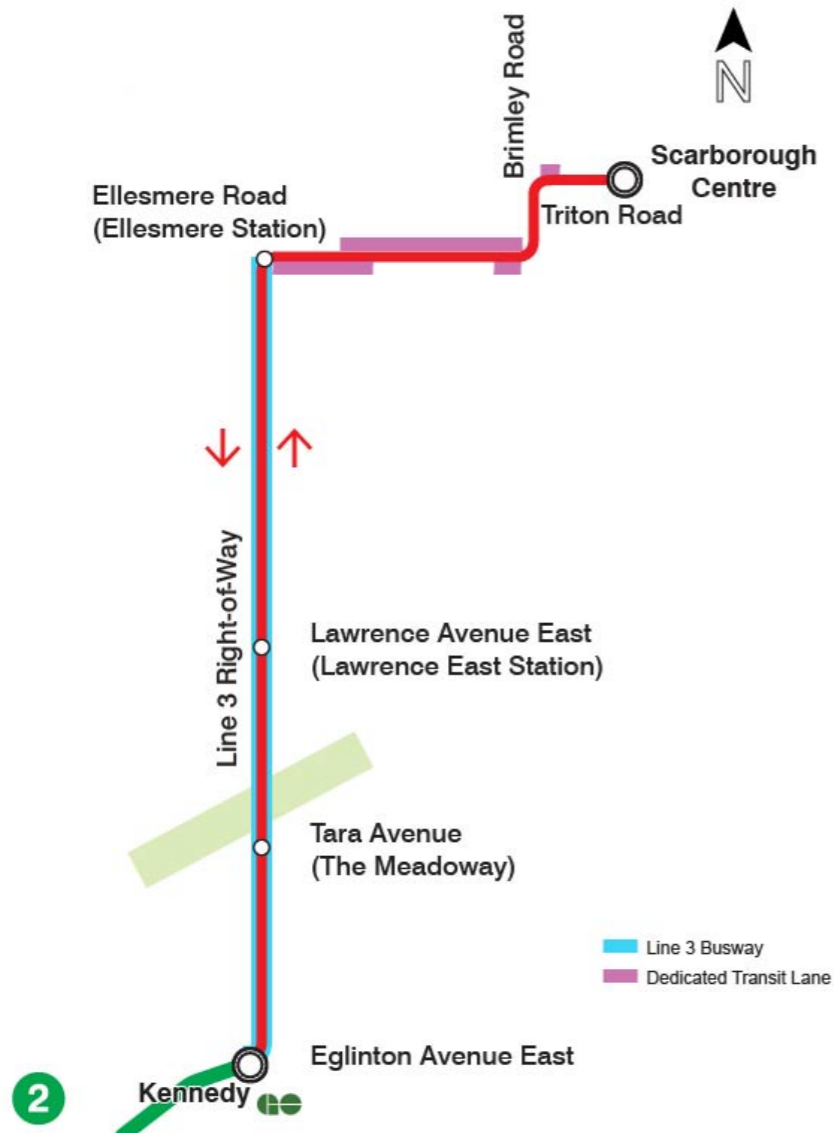 Brimley Road
N
Scarborough
Centre
Triton Road
Ellesmere Road
(Ellesmere Station)
Line 3 Right-of-Way
Lawrence Avenue East
(Lawrence East Station)
Tara Avenue
(The Meadoway)
Line 3 Busway
Dedicated Transit Lane
Eglinton Avenue East
Kennedy
GO
2